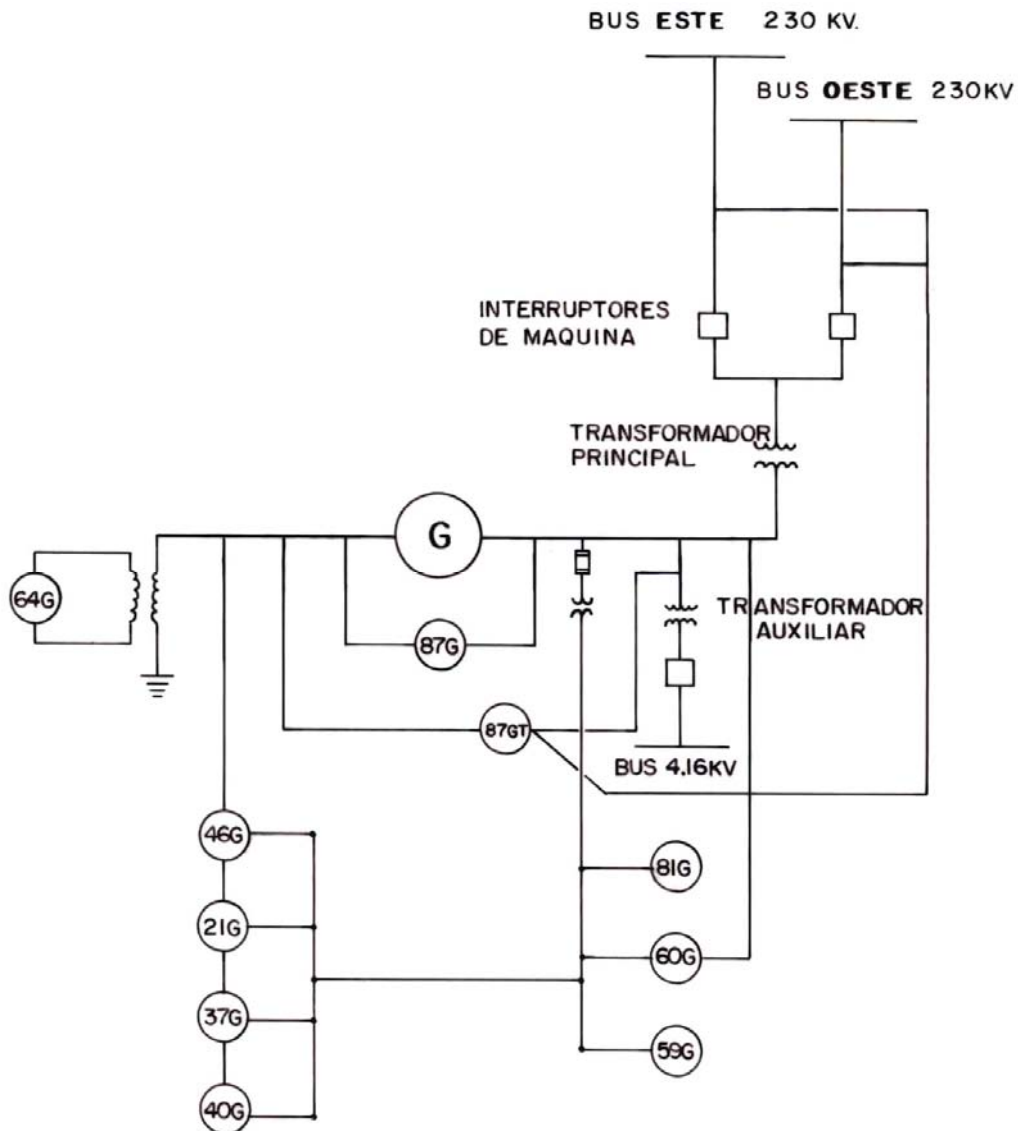 BUS ESTE 230 KV.
BUS OESTE 230KV
INTERRUPTORES
DE MAQUINA
TRANSFORMADOR
PRINCIPAL
G
64G
87G
TRANSFORMADOR
AUXILIAR
87GT
BUS 4.16KV
46G
81G
21G
60G
37G
59G
40G